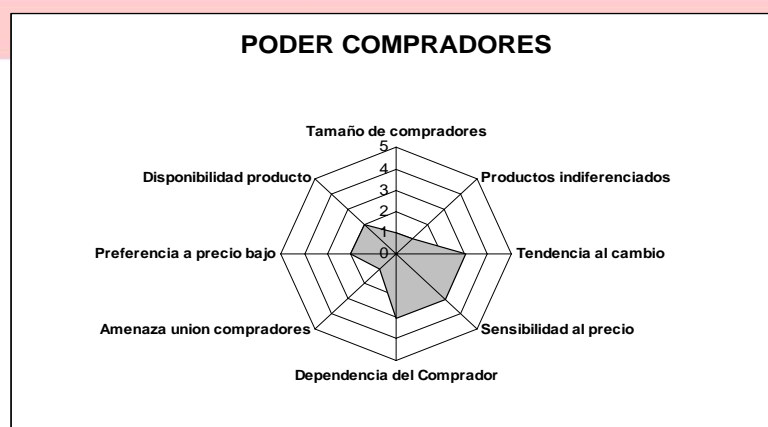 PODER COMPRADORES
Tamaño de compradores
5
4
3
2
1
0
Disponibilidad producto
Productos indiferenciados
Preferencia a precio bajo
Tendencia al cambio
Amenaza union compradores
Sensibilidad al precio
Dependencia del Comprador